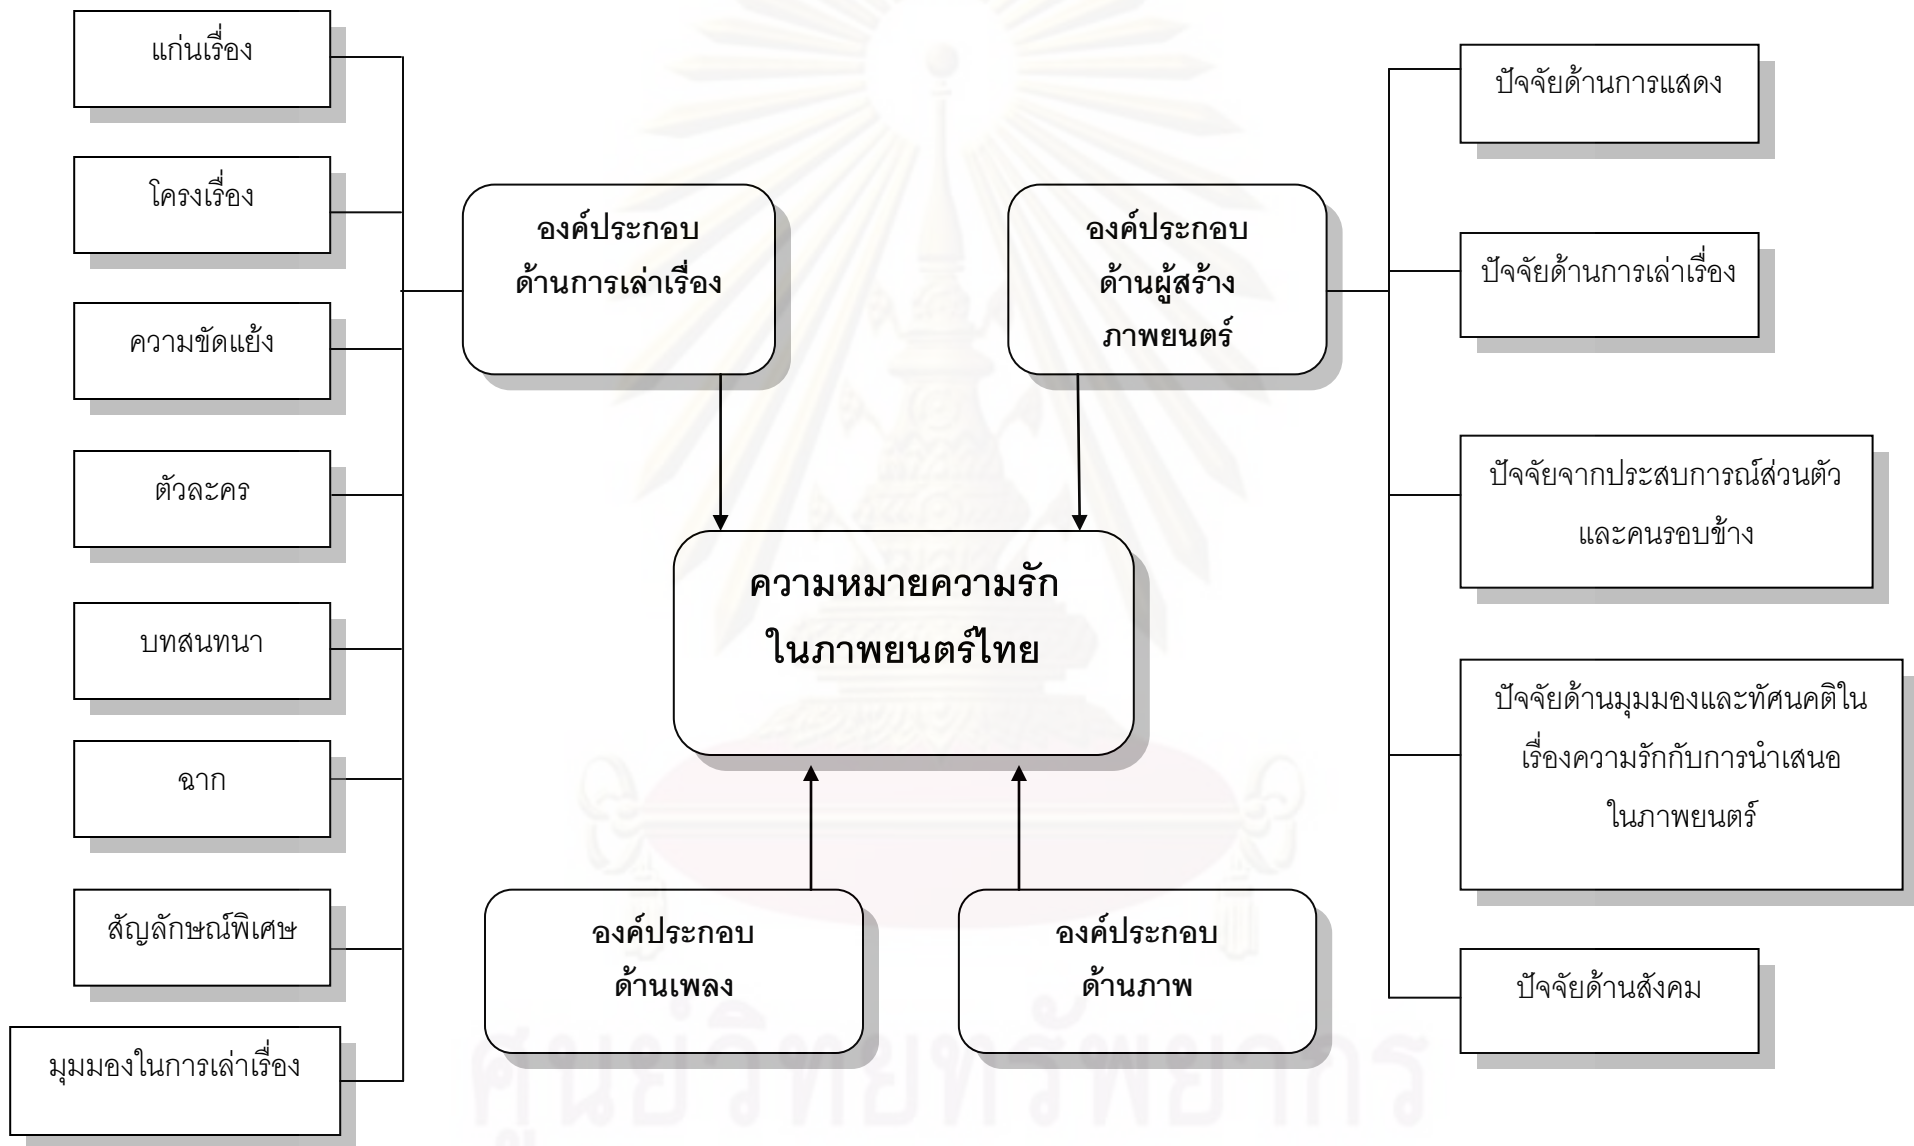 แก่นเรื่อง
โครงเรื่อง
ความขัดแย้ง
ตัวละคร
บทสนทนา
ฉาก
สัญลักษณ์พิเศษ
มุมมองในการเล่าเรื่อง
องค์ประกอบ
ด้านการเล่าเรื่อง
องค์ประกอบ
ด้านผู้สร้าง
ภาพยนตร์
ความหมายความรัก
ในภาพยนตร์ไทย
องค์ประกอบ
ด้านเพลง
องค์ประกอบ
ด้านภาพ
ปัจจัยด้านการแสดง
ปัจจัยด้านการเล่าเรื่อง
ปัจจัยจากประสบการณ์ส่วนตัว
และคนรอบข้าง
ปัจจัยด้านมุมมองและทัศนคติใน
เรื่องความรักกับการนำเสนอ
ในภาพยนตร์
ปัจจัยด้านสังคม
ศูนย์วิทยทรัพยากร